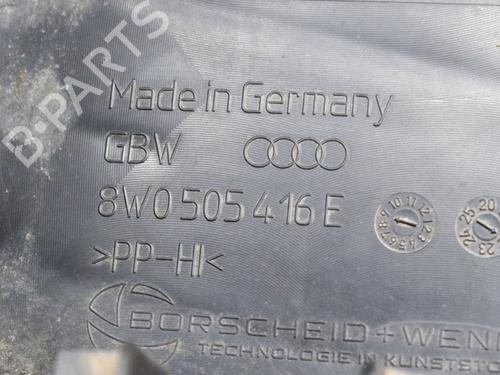 B-PARTS
Made in Germany
GBW
8W0 505 416 E
>PP-HI<
BORSCHEID+WEN
TECHNOLOGIE IN KUNSTSTO